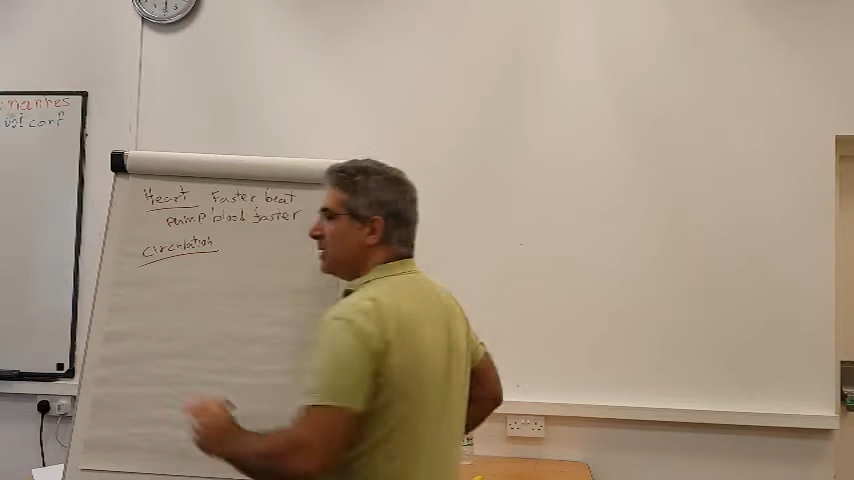 Heart Faster beat
pump blood faster
circulation